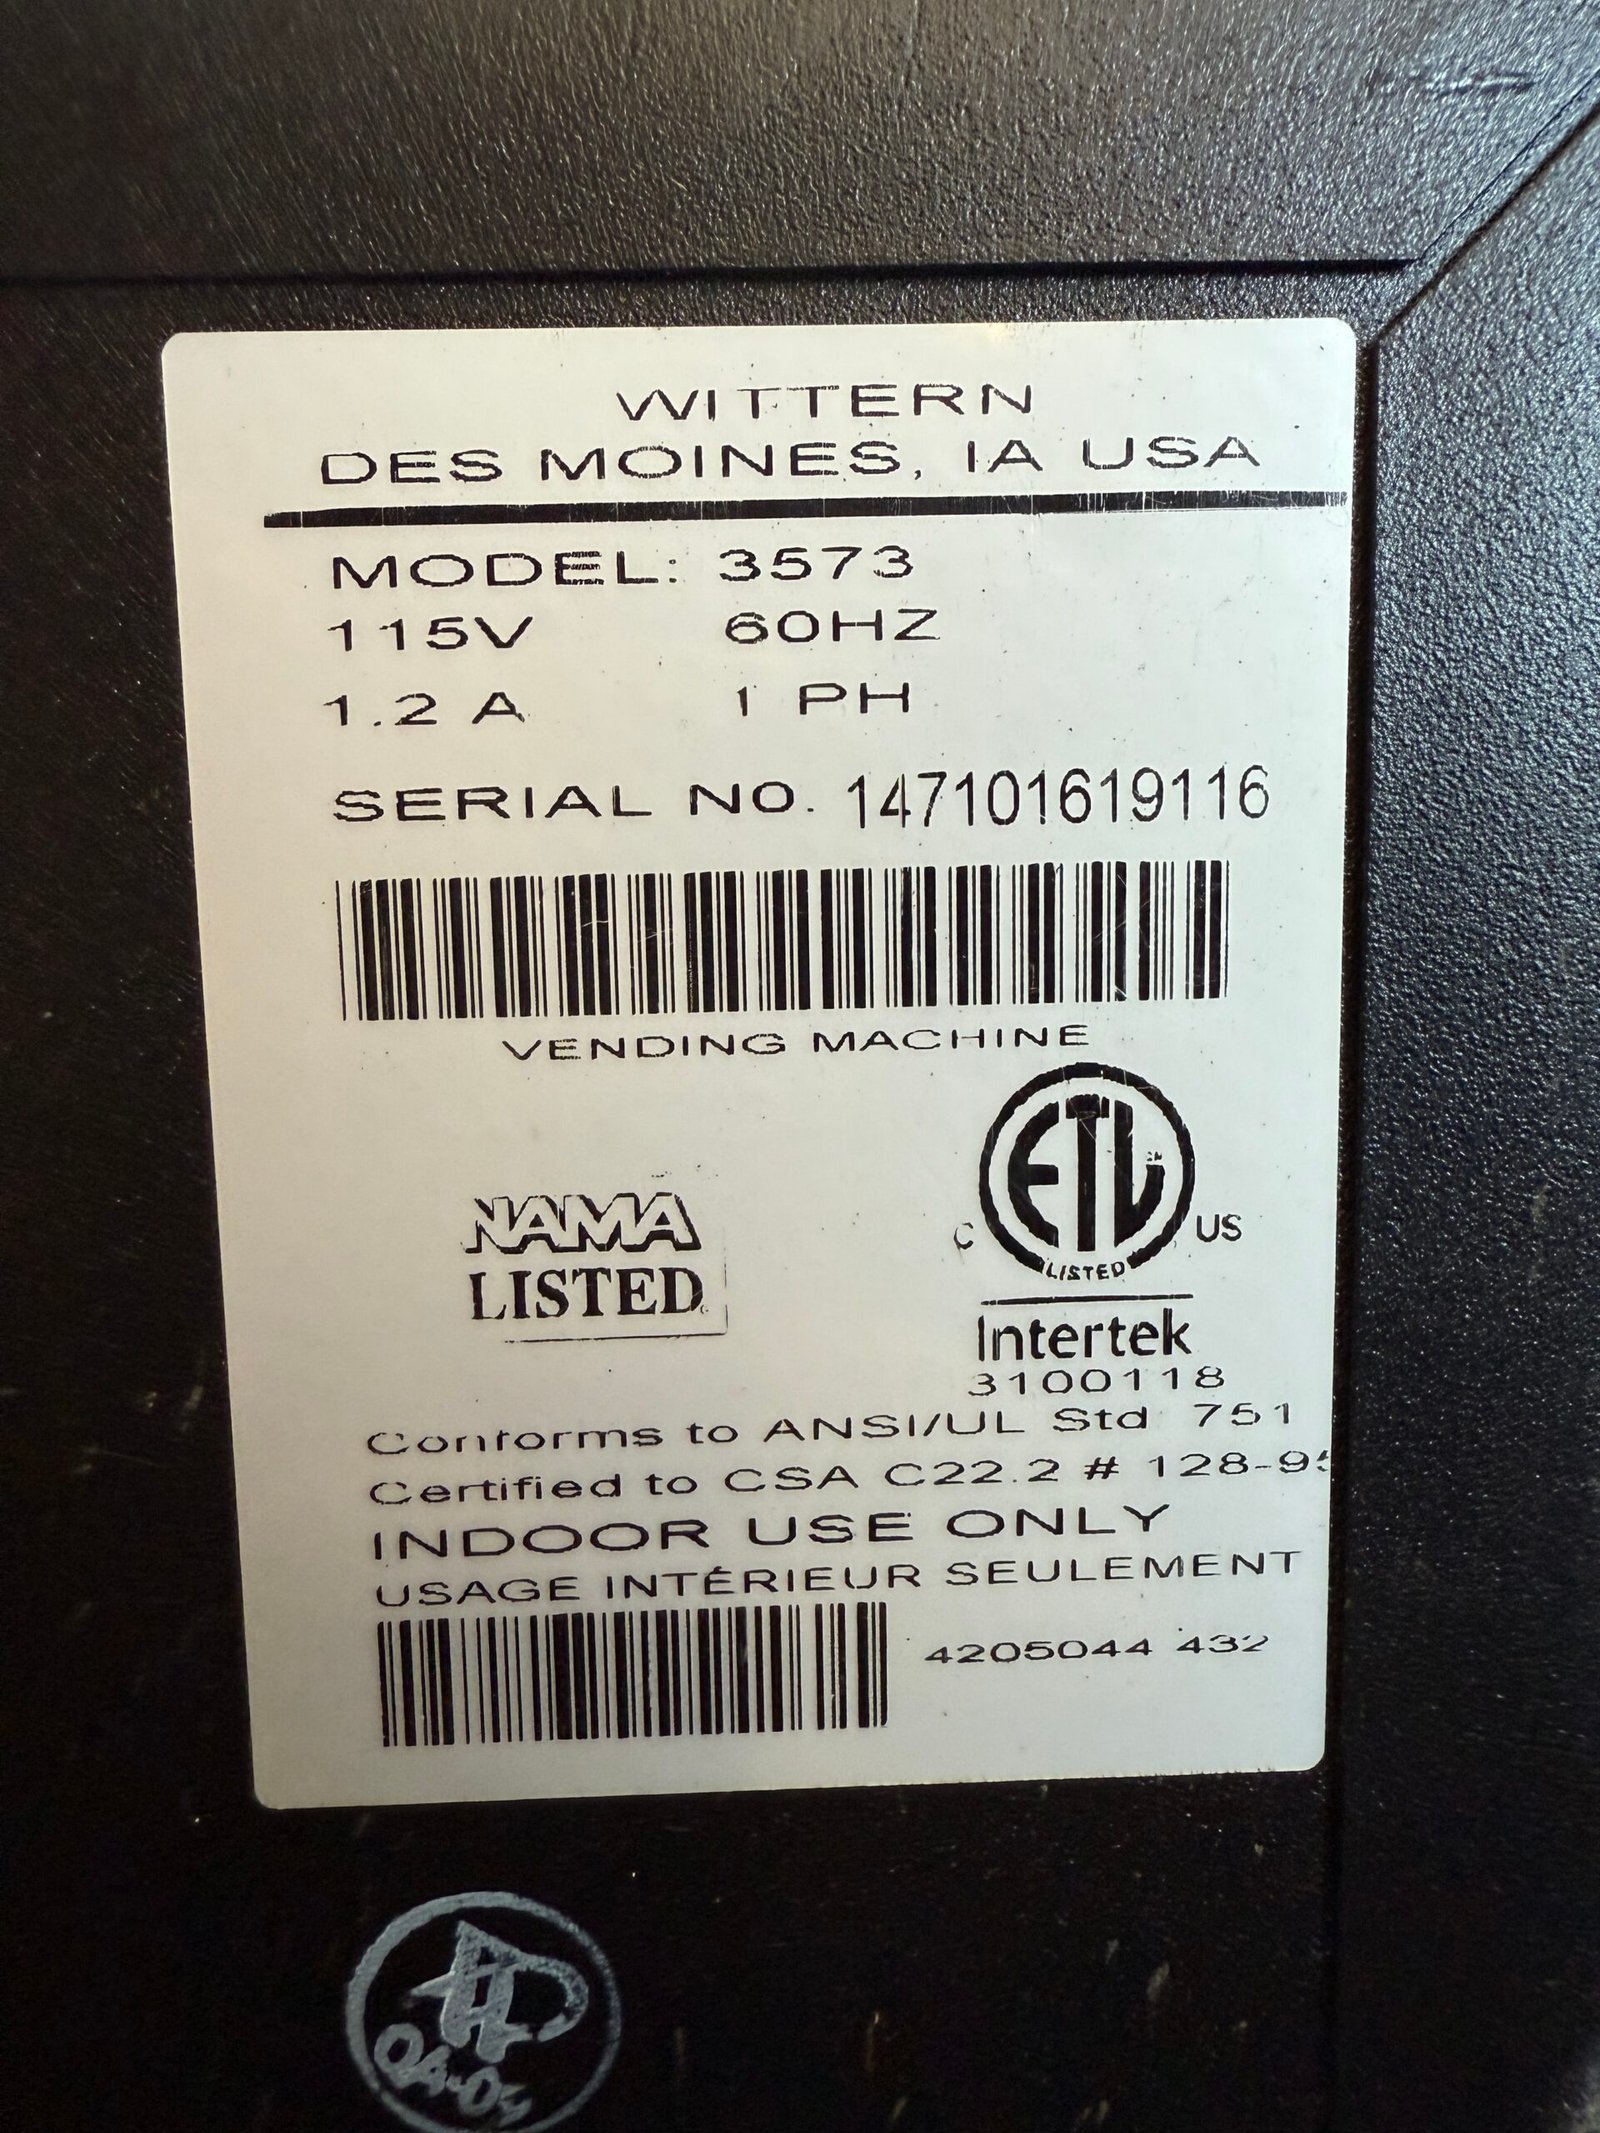 WITTERN
DES MOINES, IA USA
MODEL: 3573
115V 60HZ
1.2 A 1 PH
SERIAL NO. 147101619116
VENDING MACHINE
NAMA
LISTED
C ETL US
LISTED
Intertek
3100118
Conforms to ANSI/UL Std 751
Certified to CSA C22.2 # 128-95
INDOOR USE ONLY
USAGE INTÉRIEUR SEULEMENT
4205044 432